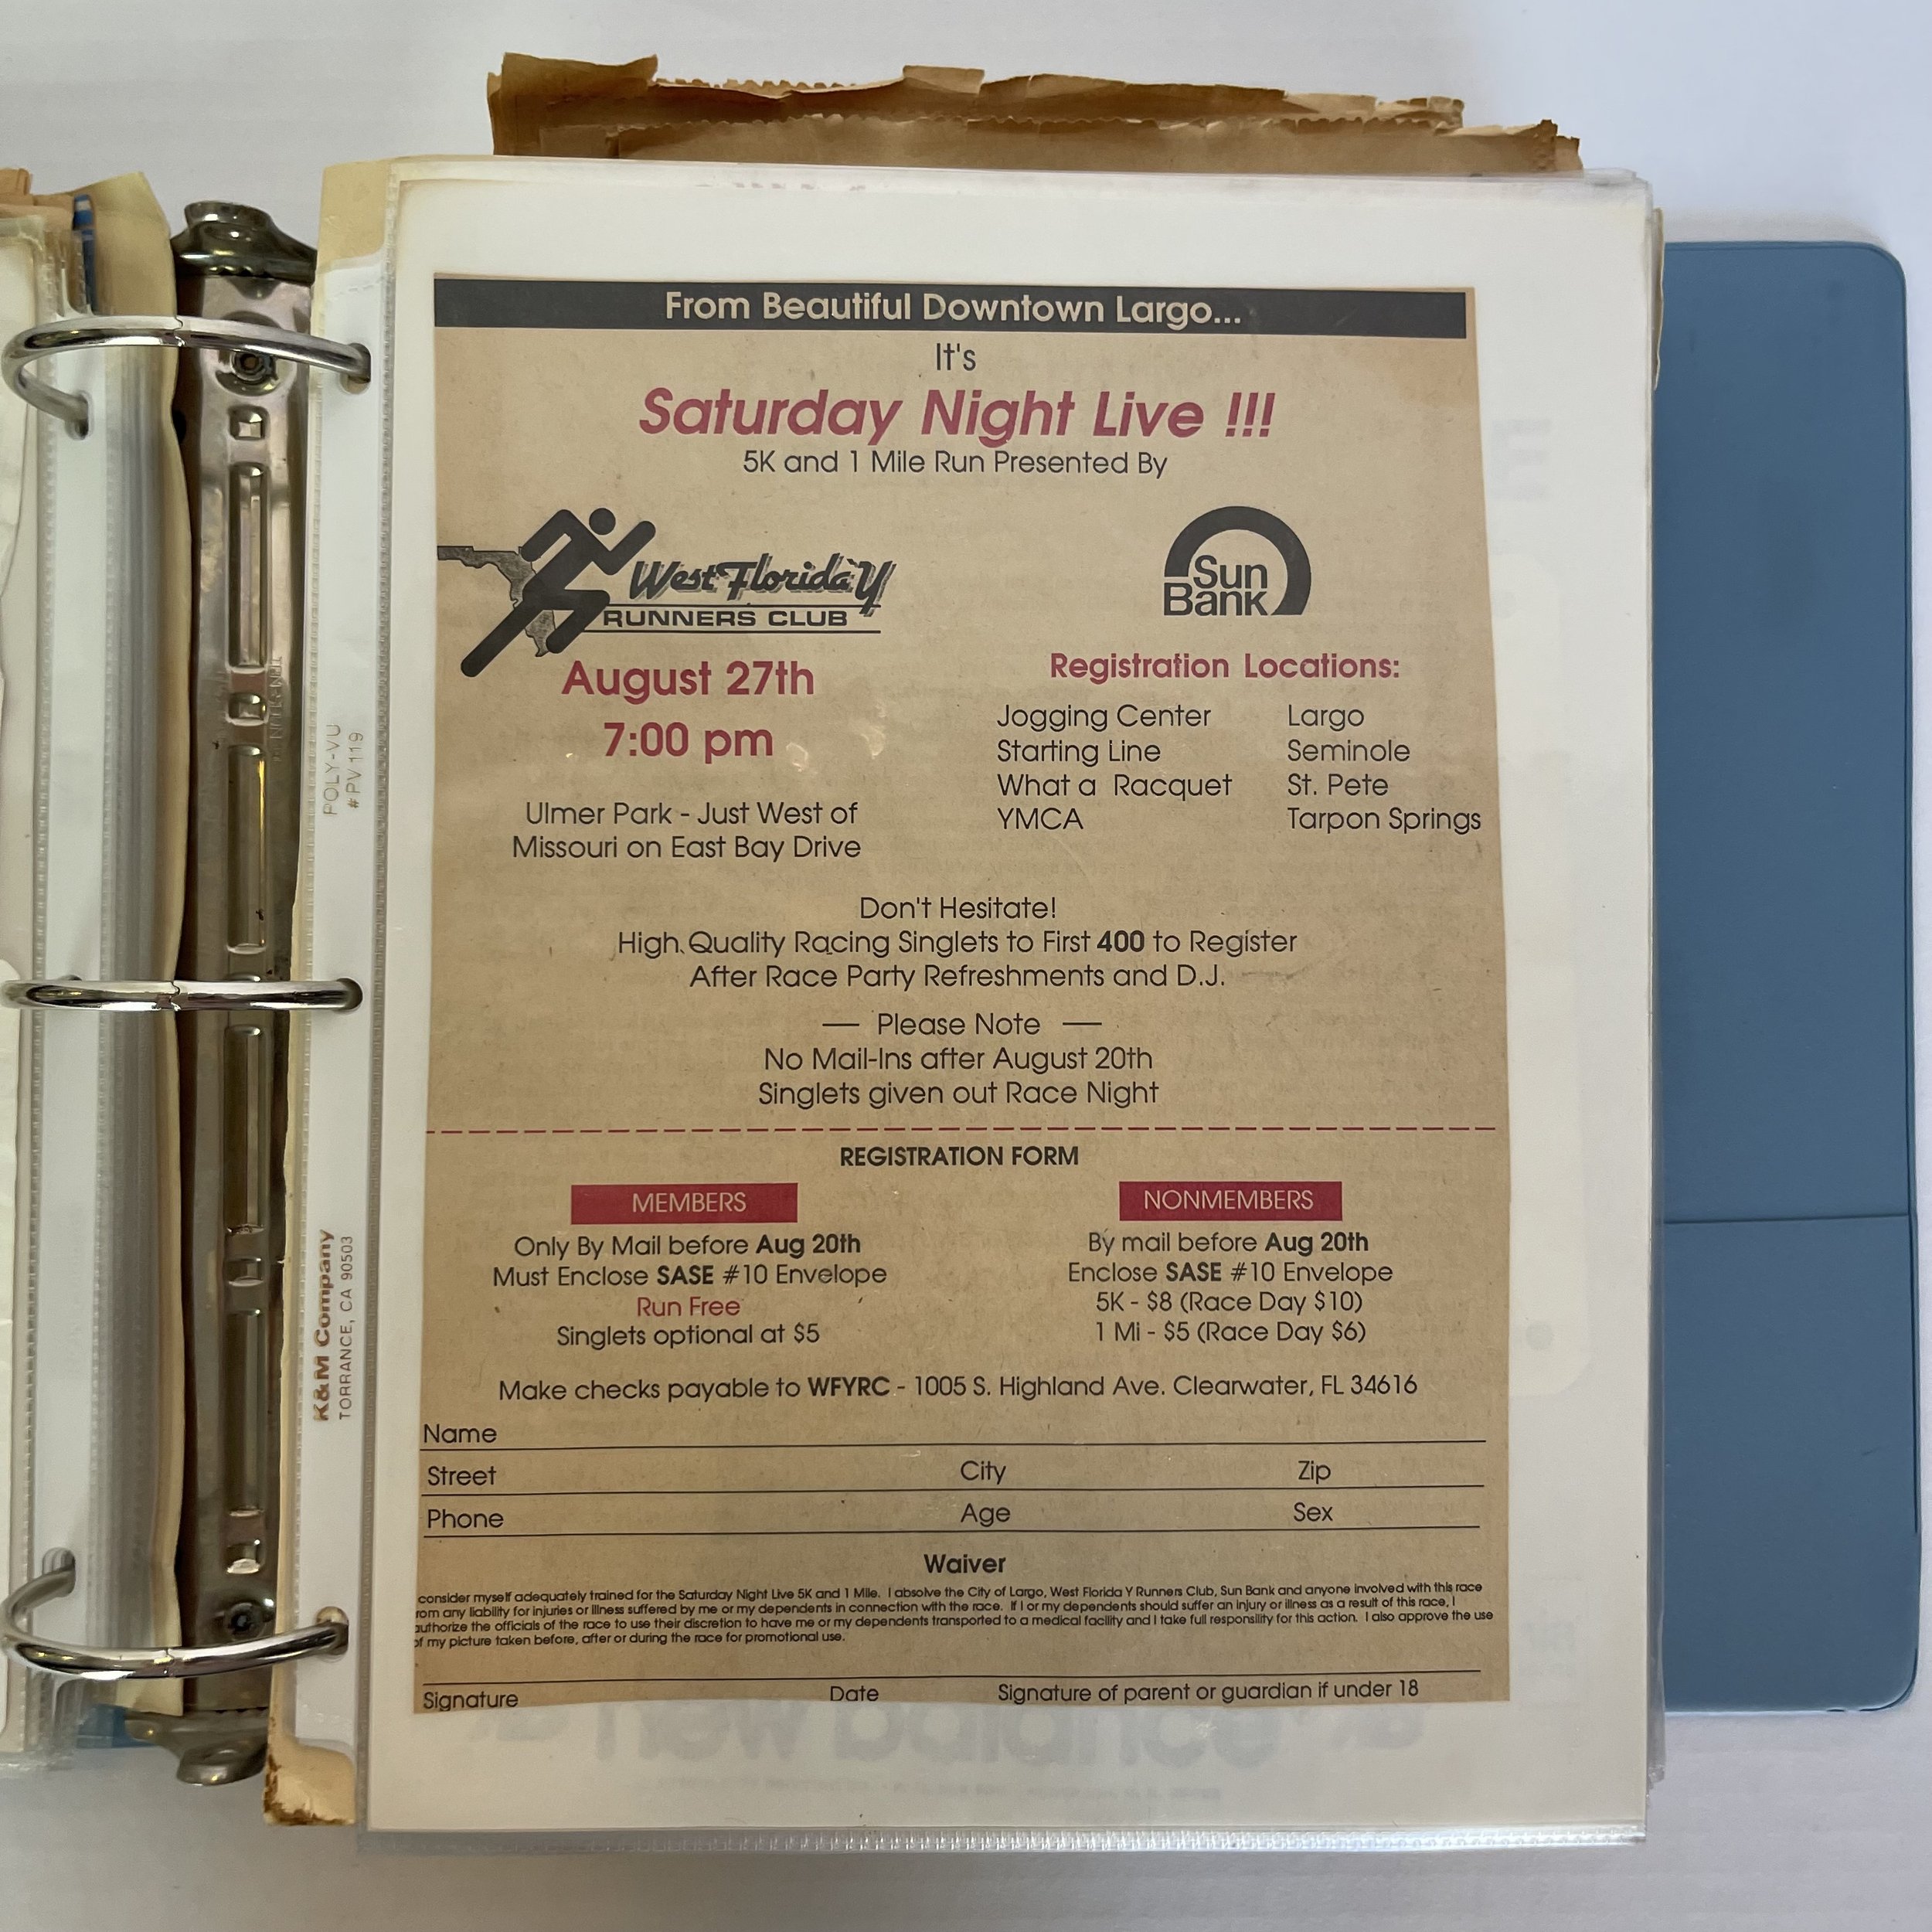 From Beautiful Downtown Largo...
It's
Saturday Night Live !!!
5K and 1 Mile Run Presented By
West Florida Y
RUNNERS CLUB
Sun
Bank
August 27th
7:00 pm
Ulmer Park - Just West of
Missouri on East Bay Drive
Registration Locations:
Jogging Center Largo
Starting Line Seminole
What a Racquet St. Pete
YMCA Tarpon Springs
Don't Hesitate!
High Quality Racing Singlets to First 400 to Register
After Race Party Refreshments and D.J.
— Please Note —
No Mail-Ins after August 20th
Singlets given out Race Night
REGISTRATION FORM
MEMBERS
Only By Mail before Aug 20th
Must Enclose SASE #10 Envelope
Run Free
Singlets optional at $5
NONMEMBERS
By mail before Aug 20th
Enclose SASE #10 Envelope
5K - $8 (Race Day $10)
1 Mi - $5 (Race Day $6)
Make checks payable to WFYRC - 1005 S. Highland Ave. Clearwater, FL 34616
Name
Street City Zip
Phone Age Sex
Waiver
consider myself adequately trained for the Saturday Night Live 5K and 1 Mile. I absolve the City of Largo, West Florida Y Runners Club, Sun Bank and anyone involved with this race
rom any liability for injuries or illness suffered by me or my dependents in connection with the race. If I or my dependents should suffer an injury or illness as a result of this race, I
authorize the officials of the race to use their discretion to have me or my dependents transported to a medical facility and I take full responsility for this action. I also approve the use
of my picture taken before, after or during the race for promotional use.
Signature Date Signature of parent or guardian if under 18
POLY-VU
#PV119
K&M Company
TORRANCE, CA 90503